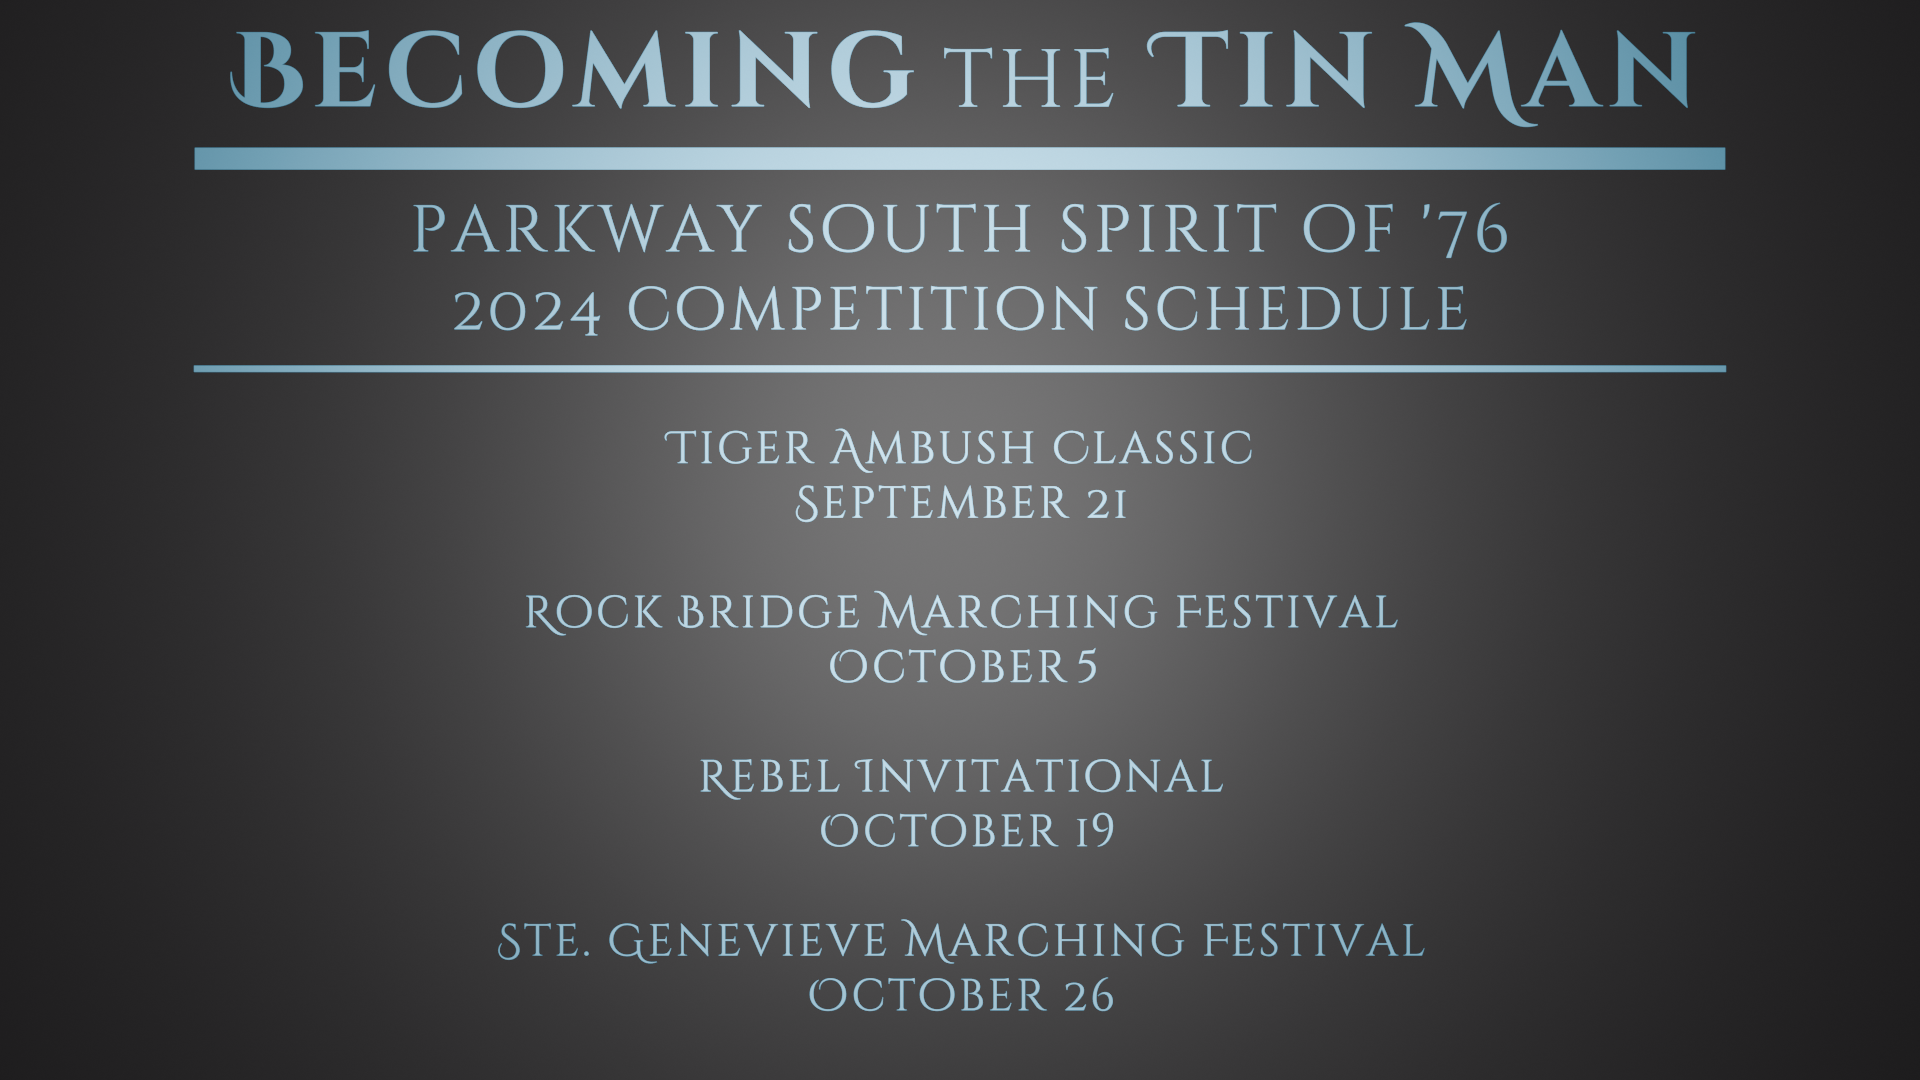 Becoming the Tin Man
Parkway South Spirit of '76
2024 Competition Schedule
Tiger Ambush Classic
September 21
Rock Bridge Marching Festival
October 5
Rebel Invitational
October 19
Ste. Genevieve Marching Festival
October 26